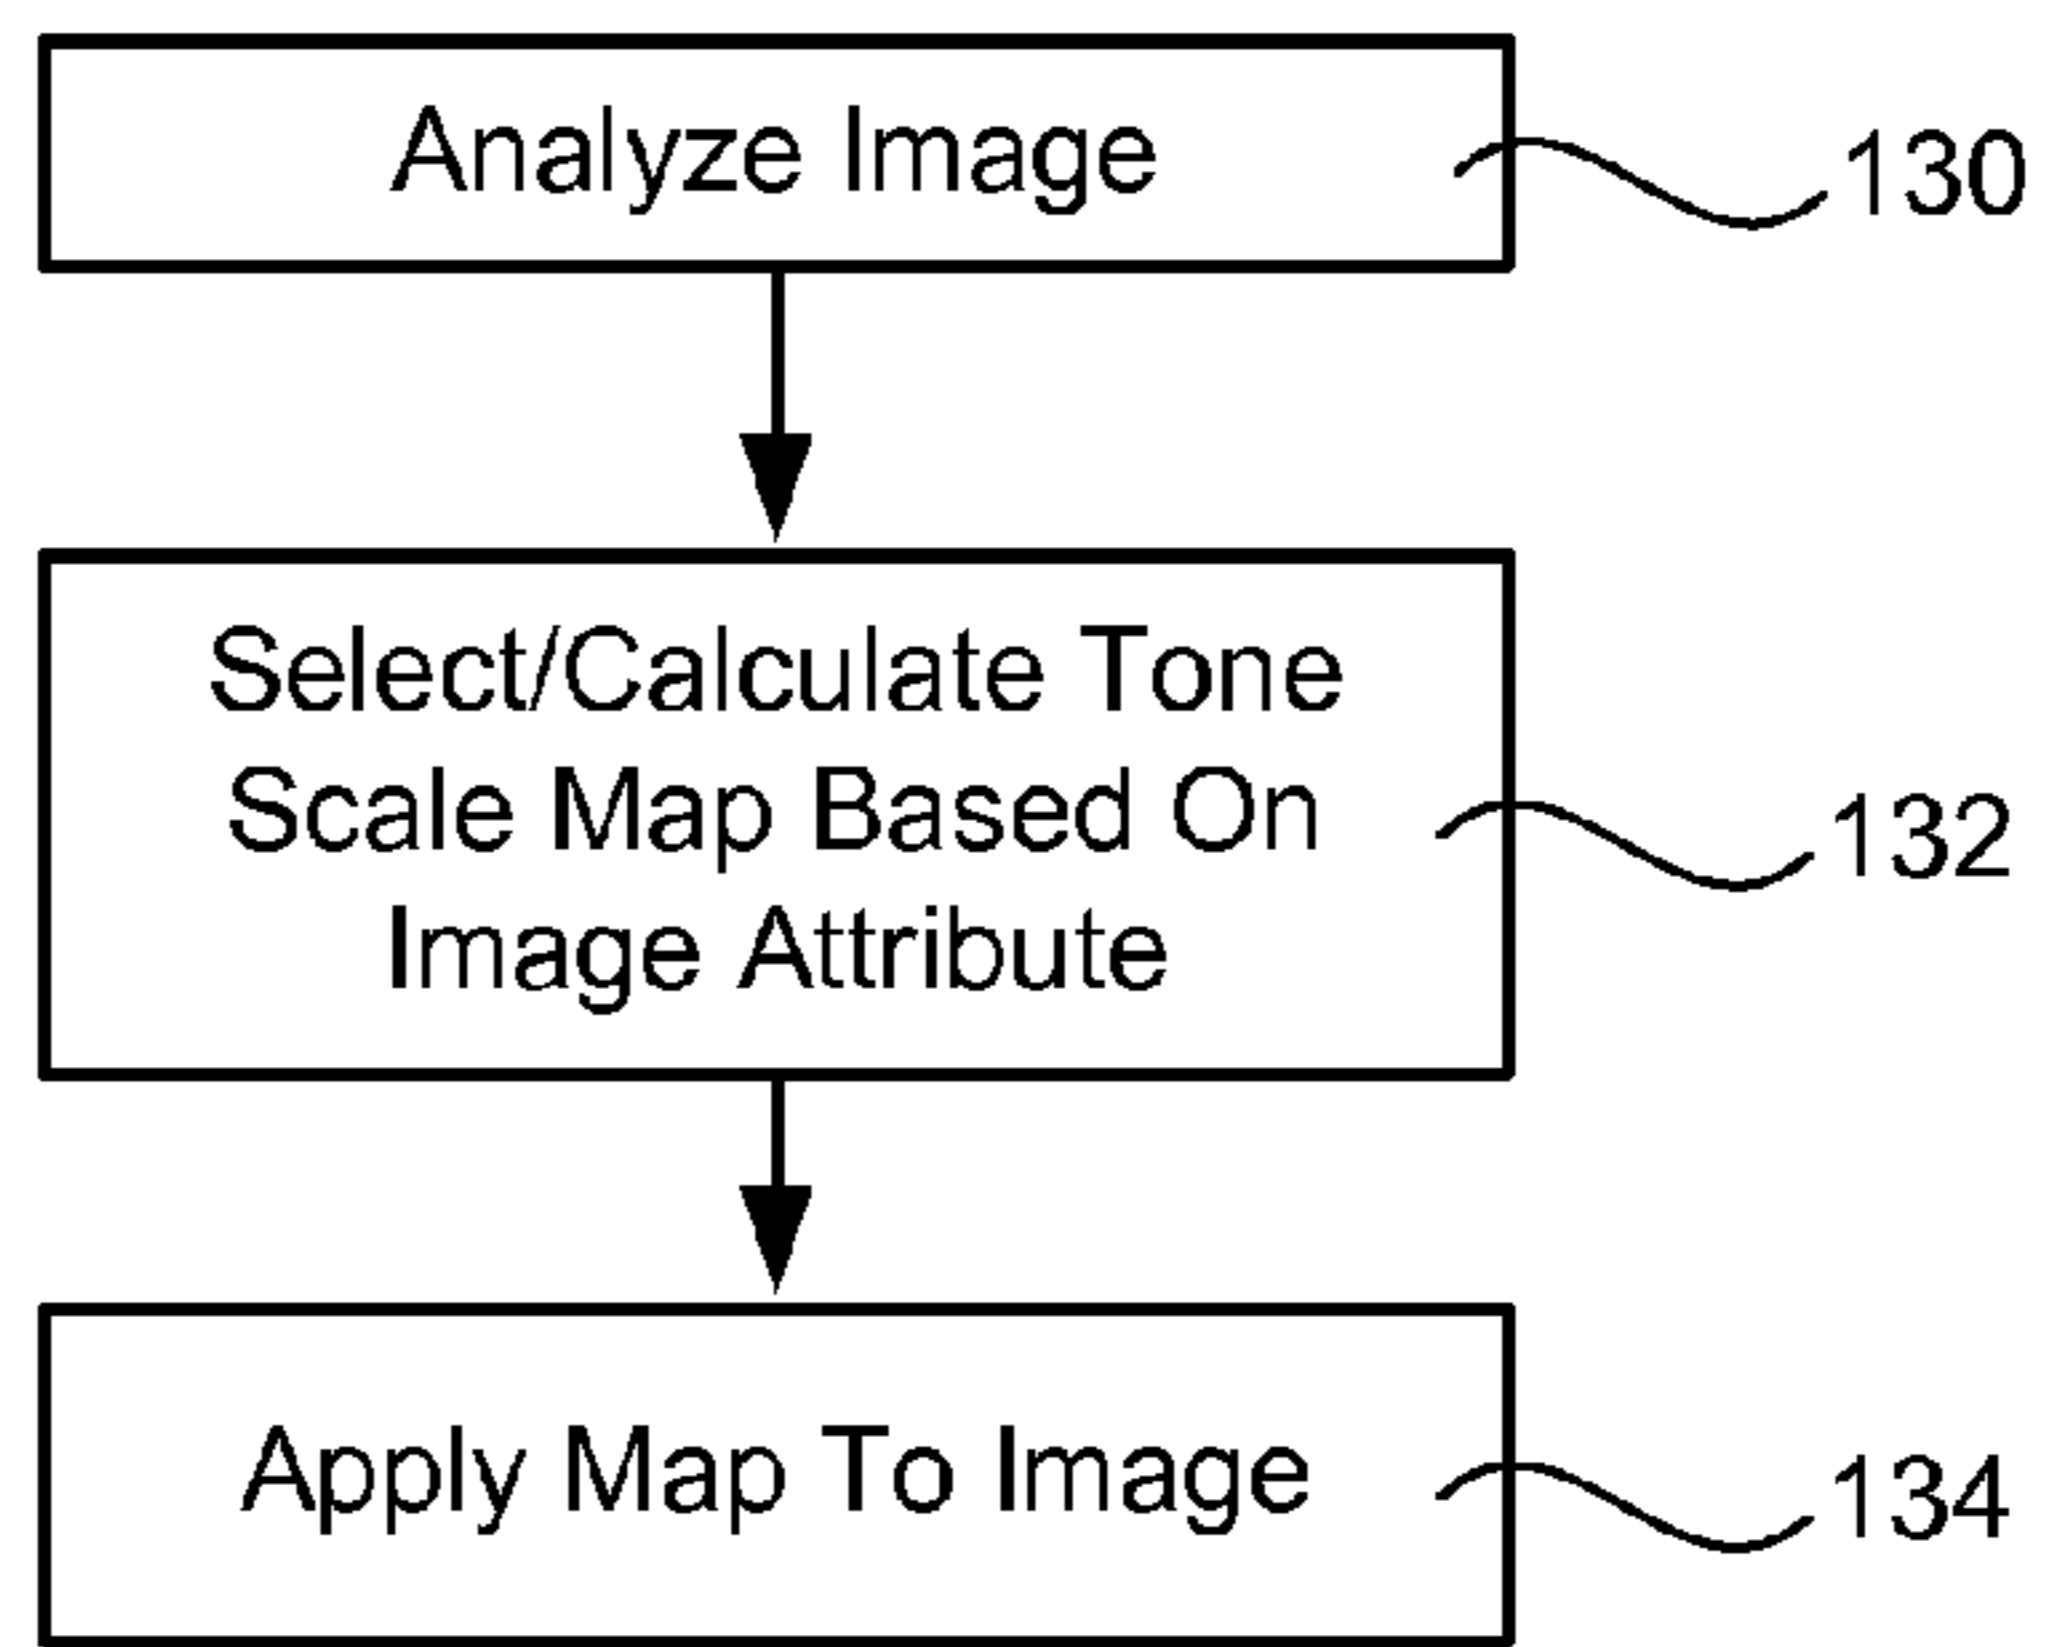 Analyze Image
130
Select/Calculate Tone
Scale Map Based On
Image Attribute
132
Apply Map To Image
134